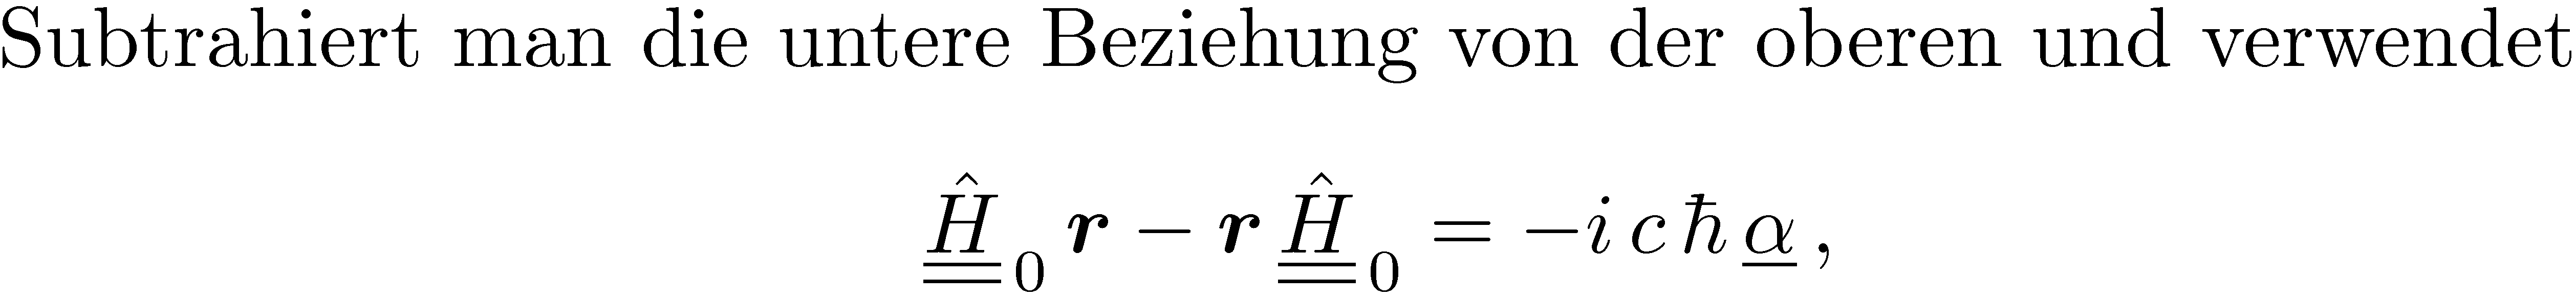 Subtrahiert man die untere Beziehung von der oberen und verwendet
$$\underline{\underline{\hat{H}}}_0 \, \boldsymbol{r} - \boldsymbol{r} \, \underline{\underline{\hat{H}}}_0 = -i \, c \, \hbar \, \underline{\alpha} \, ,$$